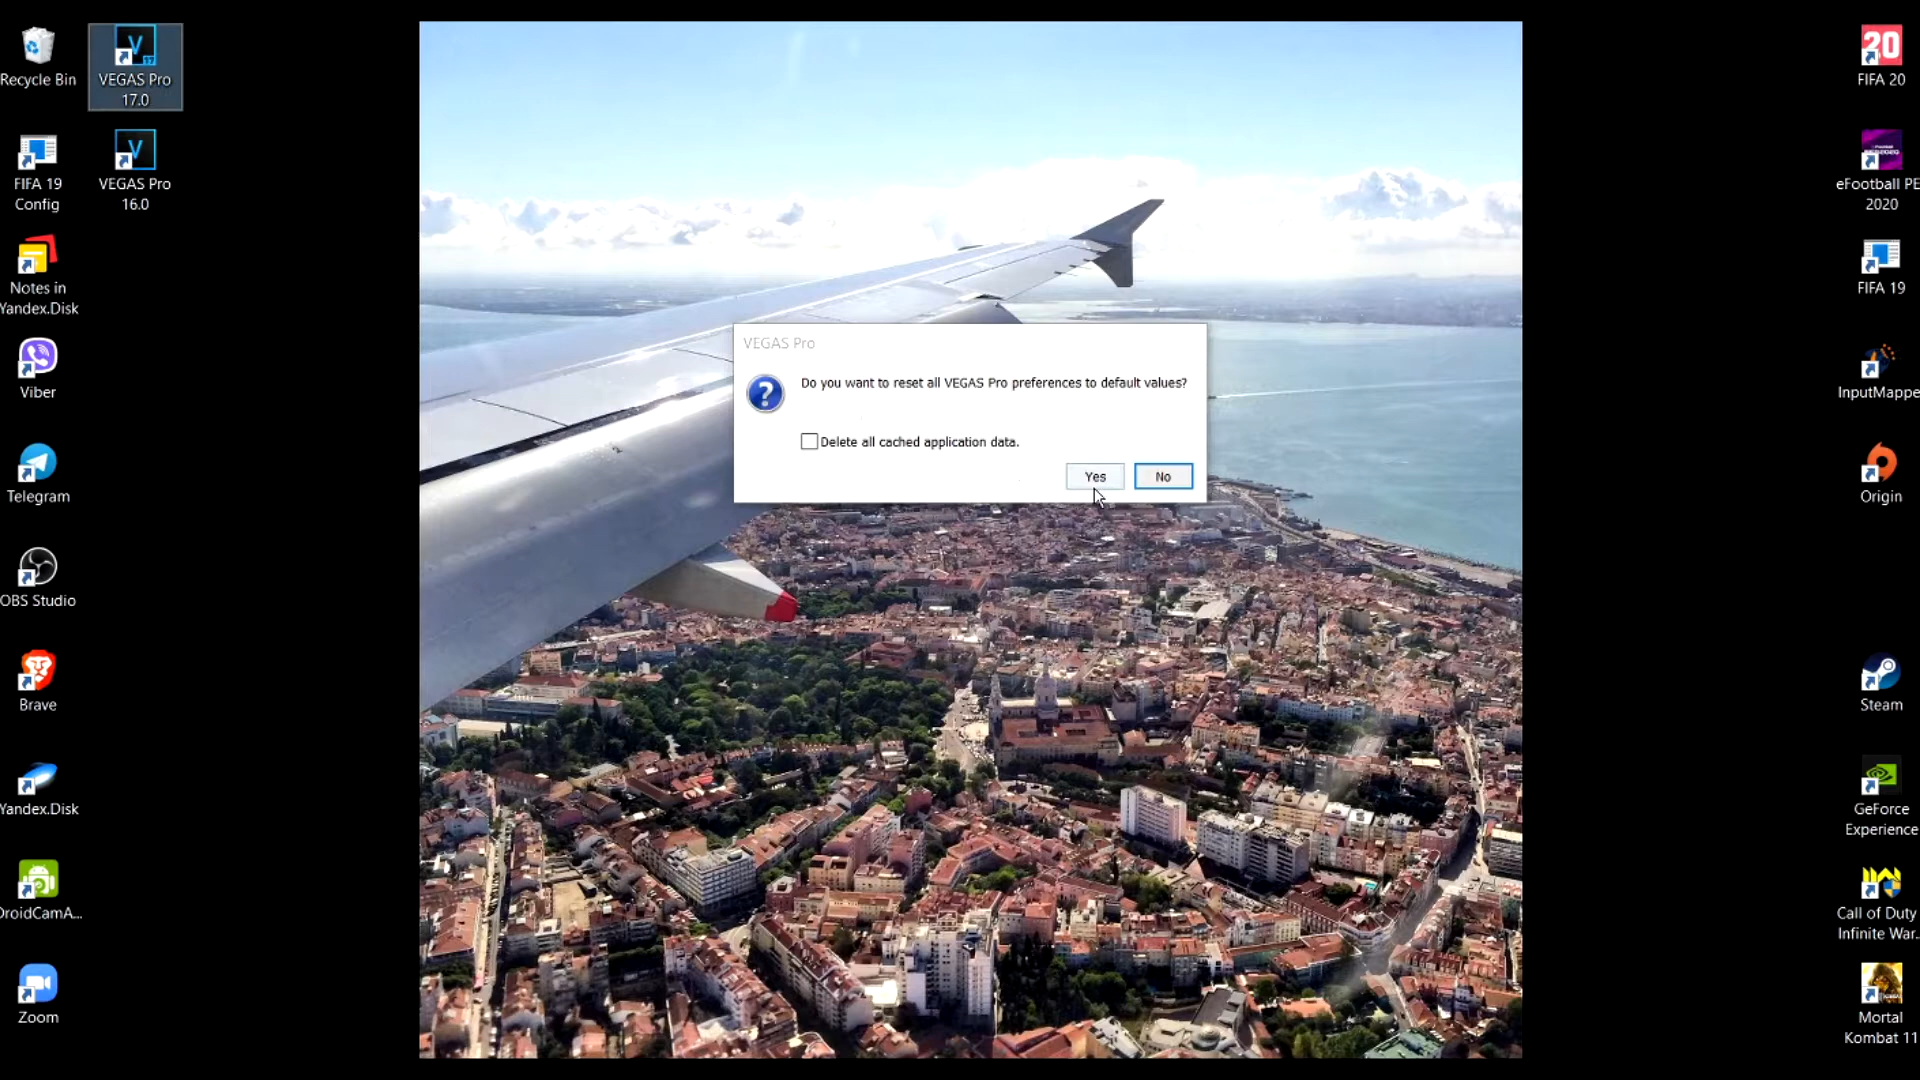 Recycle Bin
VEGAS Pro
17.0
FIFA 19
Config
VEGAS Pro
16.0
Notes in
Yandex.Disk
Viber
Telegram
OBS Studio
Brave
Yandex.Disk
DroidCamA...
Zoom
VEGAS Pro
Do you want to reset all VEGAS Pro preferences to default values?
Delete all cached application data.
Yes
No
20
FIFA 20
eFootball PE
2020
FIFA 19
InputMappe
Origin
Steam
GeForce
Experience
Call of Duty
Infinite War...
Mortal
Kombat 11